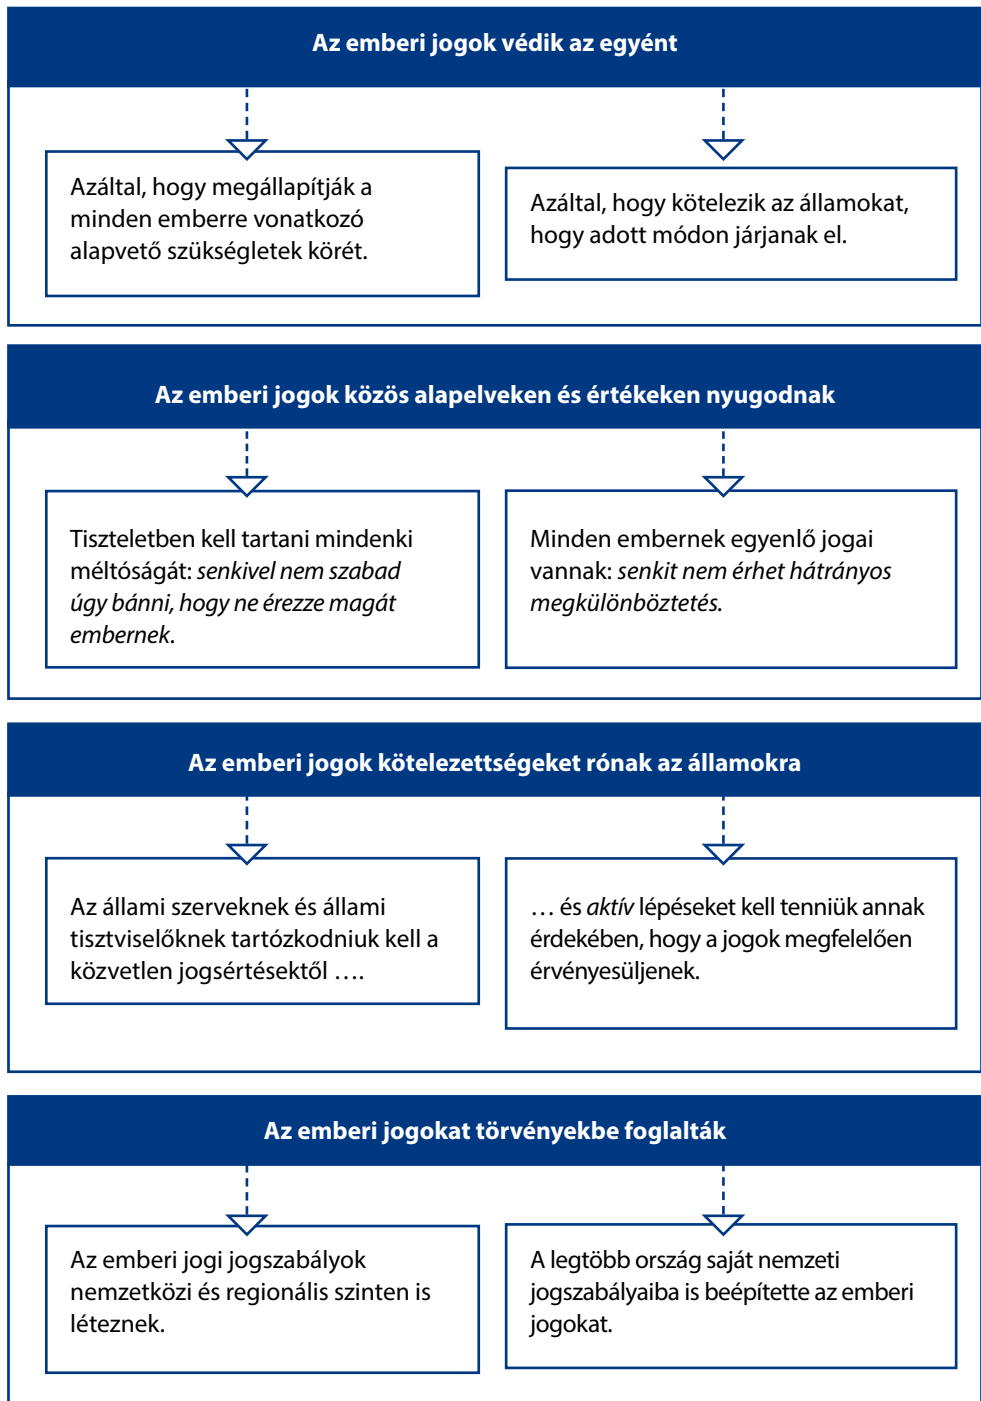 Az emberi jogok védik az egyént
Azáltal, hogy megállapítják a
minden emberre vonatkozó
alapvető szükségletek körét.
Azáltal, hogy kötelezik az államokat,
hogy adott módon járjanak el.
Az emberi jogok közös alapelveken és értékeken nyugodnak
Tiszteletben kell tartani mindenki
méltóságát: senkivel nem szabad
úgy bánni, hogy ne érezze magát
embernek.
Minden embernek egyenlő jogai
vannak: senkit nem érhet hátrányos
megkülönböztetés.
Az emberi jogok kötelezettségeket rónak az államokra
Az állami szerveknek és állami
tisztviselőknek tartózkodniuk kell a
közvetlen jogsértésektől ….
… és aktív lépéseket kell tenniük annak
érdekében, hogy a jogok megfelelően
érvényesüljenek.
Az emberi jogokat törvényekbe foglalták
Az emberi jogi jogszabályok
nemzetközi és regionális szinten is
léteznek.
A legtöbb ország saját nemzeti
jogszabályaiba is beépítette az emberi
jogokat.